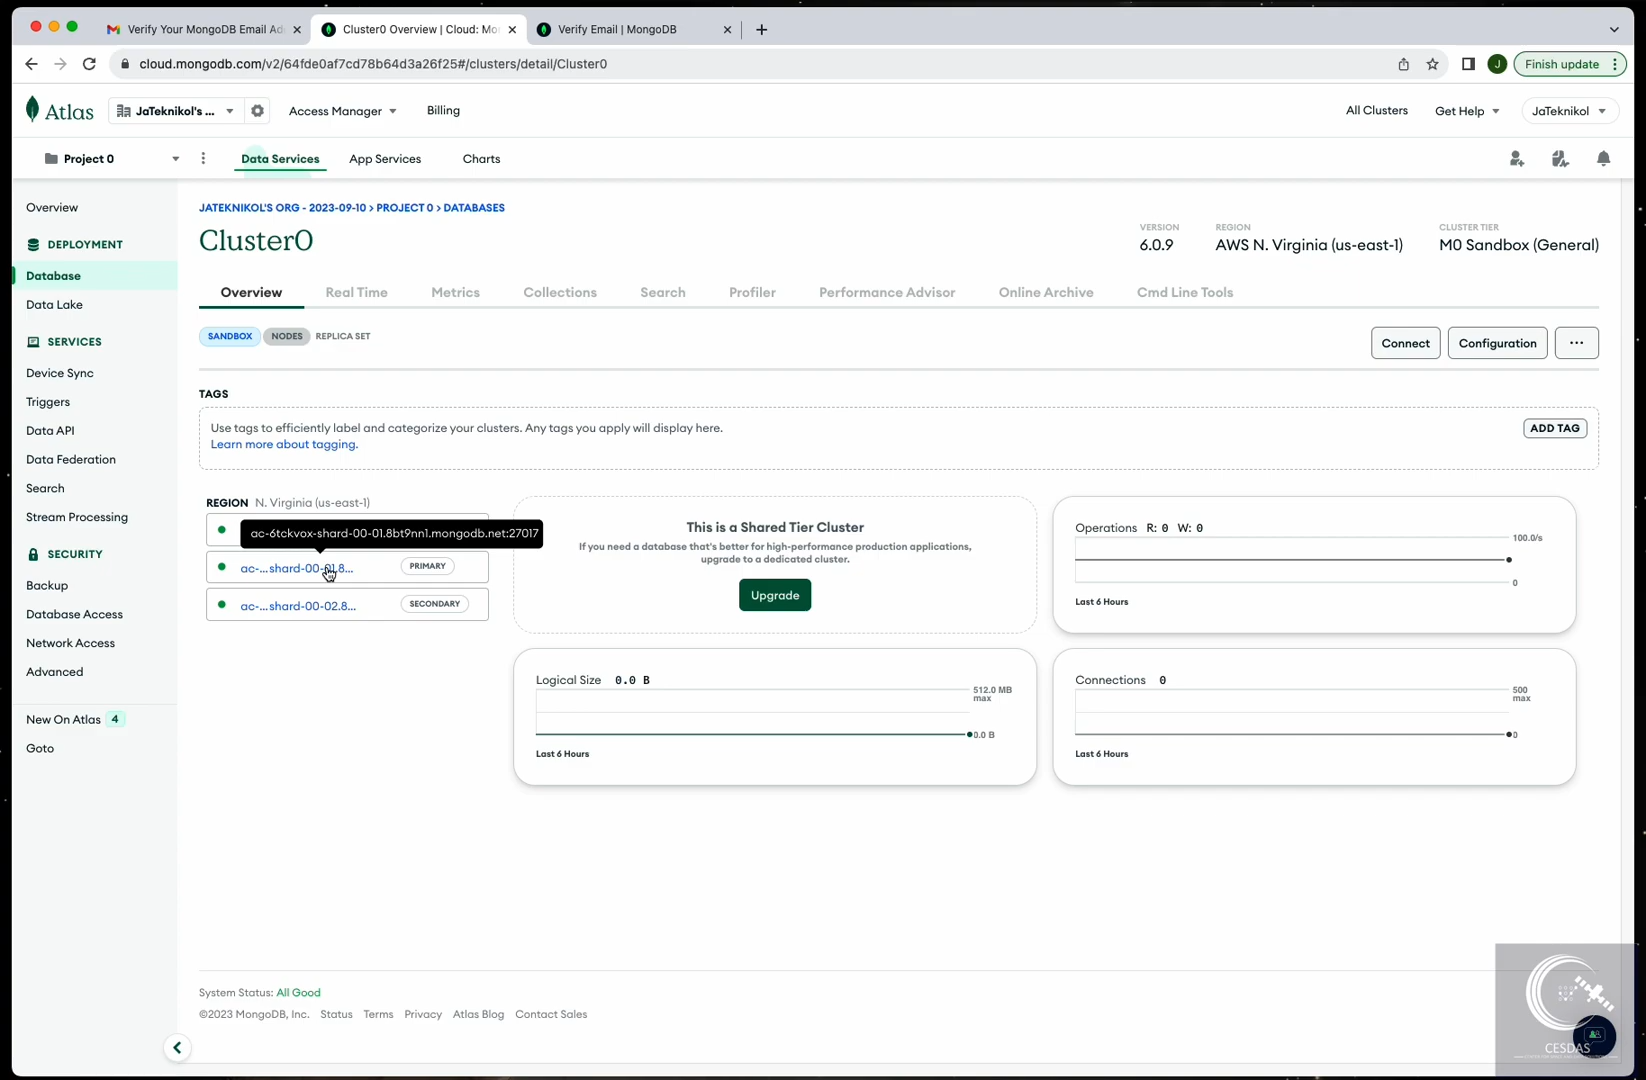 Verify Your MongoDB Email Ad
Cluster0 Overview | Cloud: Mo
Verify Email | MongoDB
cloud.mongodb.com/v2/64fde0af7cd78b64d3a26f25#/clusters/detail/Cluster0
J
Finish update
Atlas
JaTeknikol's ...
Access Manager
Billing
All Clusters
Get Help
JaTeknikol
Project 0
Data Services
App Services
Charts
Overview
DEPLOYMENT
Database
Data Lake
SERVICES
Device Sync
Triggers
Data API
Data Federation
Search
Stream Processing
SECURITY
Backup
Database Access
Network Access
Advanced
New On Atlas 4
Goto
JATEKNIKOL'S ORG - 2023-09-10 > PROJECT 0 > DATABASES
Cluster0
VERSION
6.0.9
REGION
AWS N. Virginia (us-east-1)
CLUSTER TIER
M0 Sandbox (General)
Overview
Real Time
Metrics
Collections
Search
Profiler
Performance Advisor
Online Archive
Cmd Line Tools
SANDBOX
NODES
REPLICA SET
Connect
Configuration
...
TAGS
Use tags to efficiently label and categorize your clusters. Any tags you apply will display here.
Learn more about tagging.
ADD TAG
REGION N. Virginia (us-east-1)
ac-6tckvox-shard-00-01.8bt9nn1.mongodb.net:27017
ac-...shard-00-01.8...
PRIMARY
ac-...shard-00-02.8...
SECONDARY
This is a Shared Tier Cluster
If you need a database that's better for high-performance production applications,
upgrade to a dedicated cluster.
Upgrade
Operations R: 0 W: 0
100.0/s
0
Last 6 Hours
Logical Size 0.0 B
512.0 MB
max
0.0 B
Last 6 Hours
Connections 0
500
max
0
Last 6 Hours
System Status: All Good
©2023 MongoDB, Inc.
Status
Terms
Privacy
Atlas Blog
Contact Sales
CESDAS